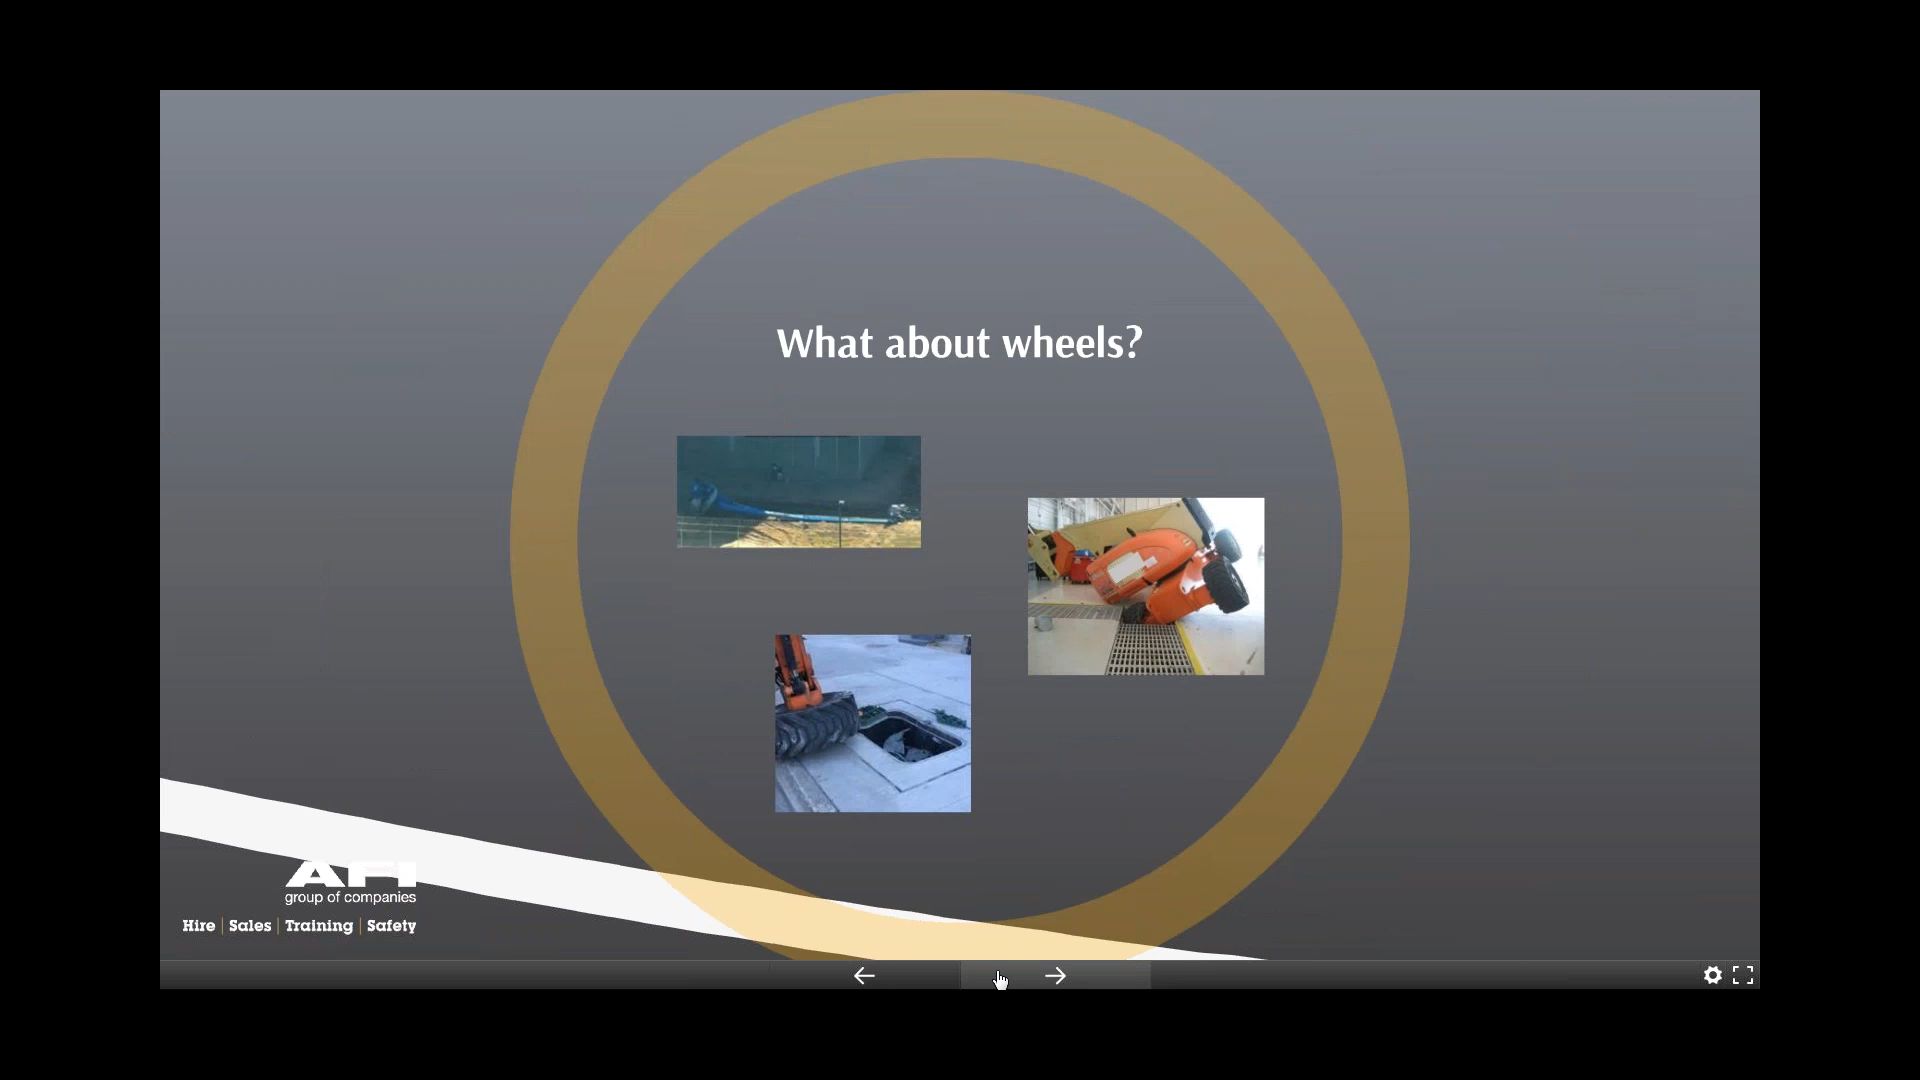 What about wheels?
AFI
group of companies
Hire | Sales | Training | Safety